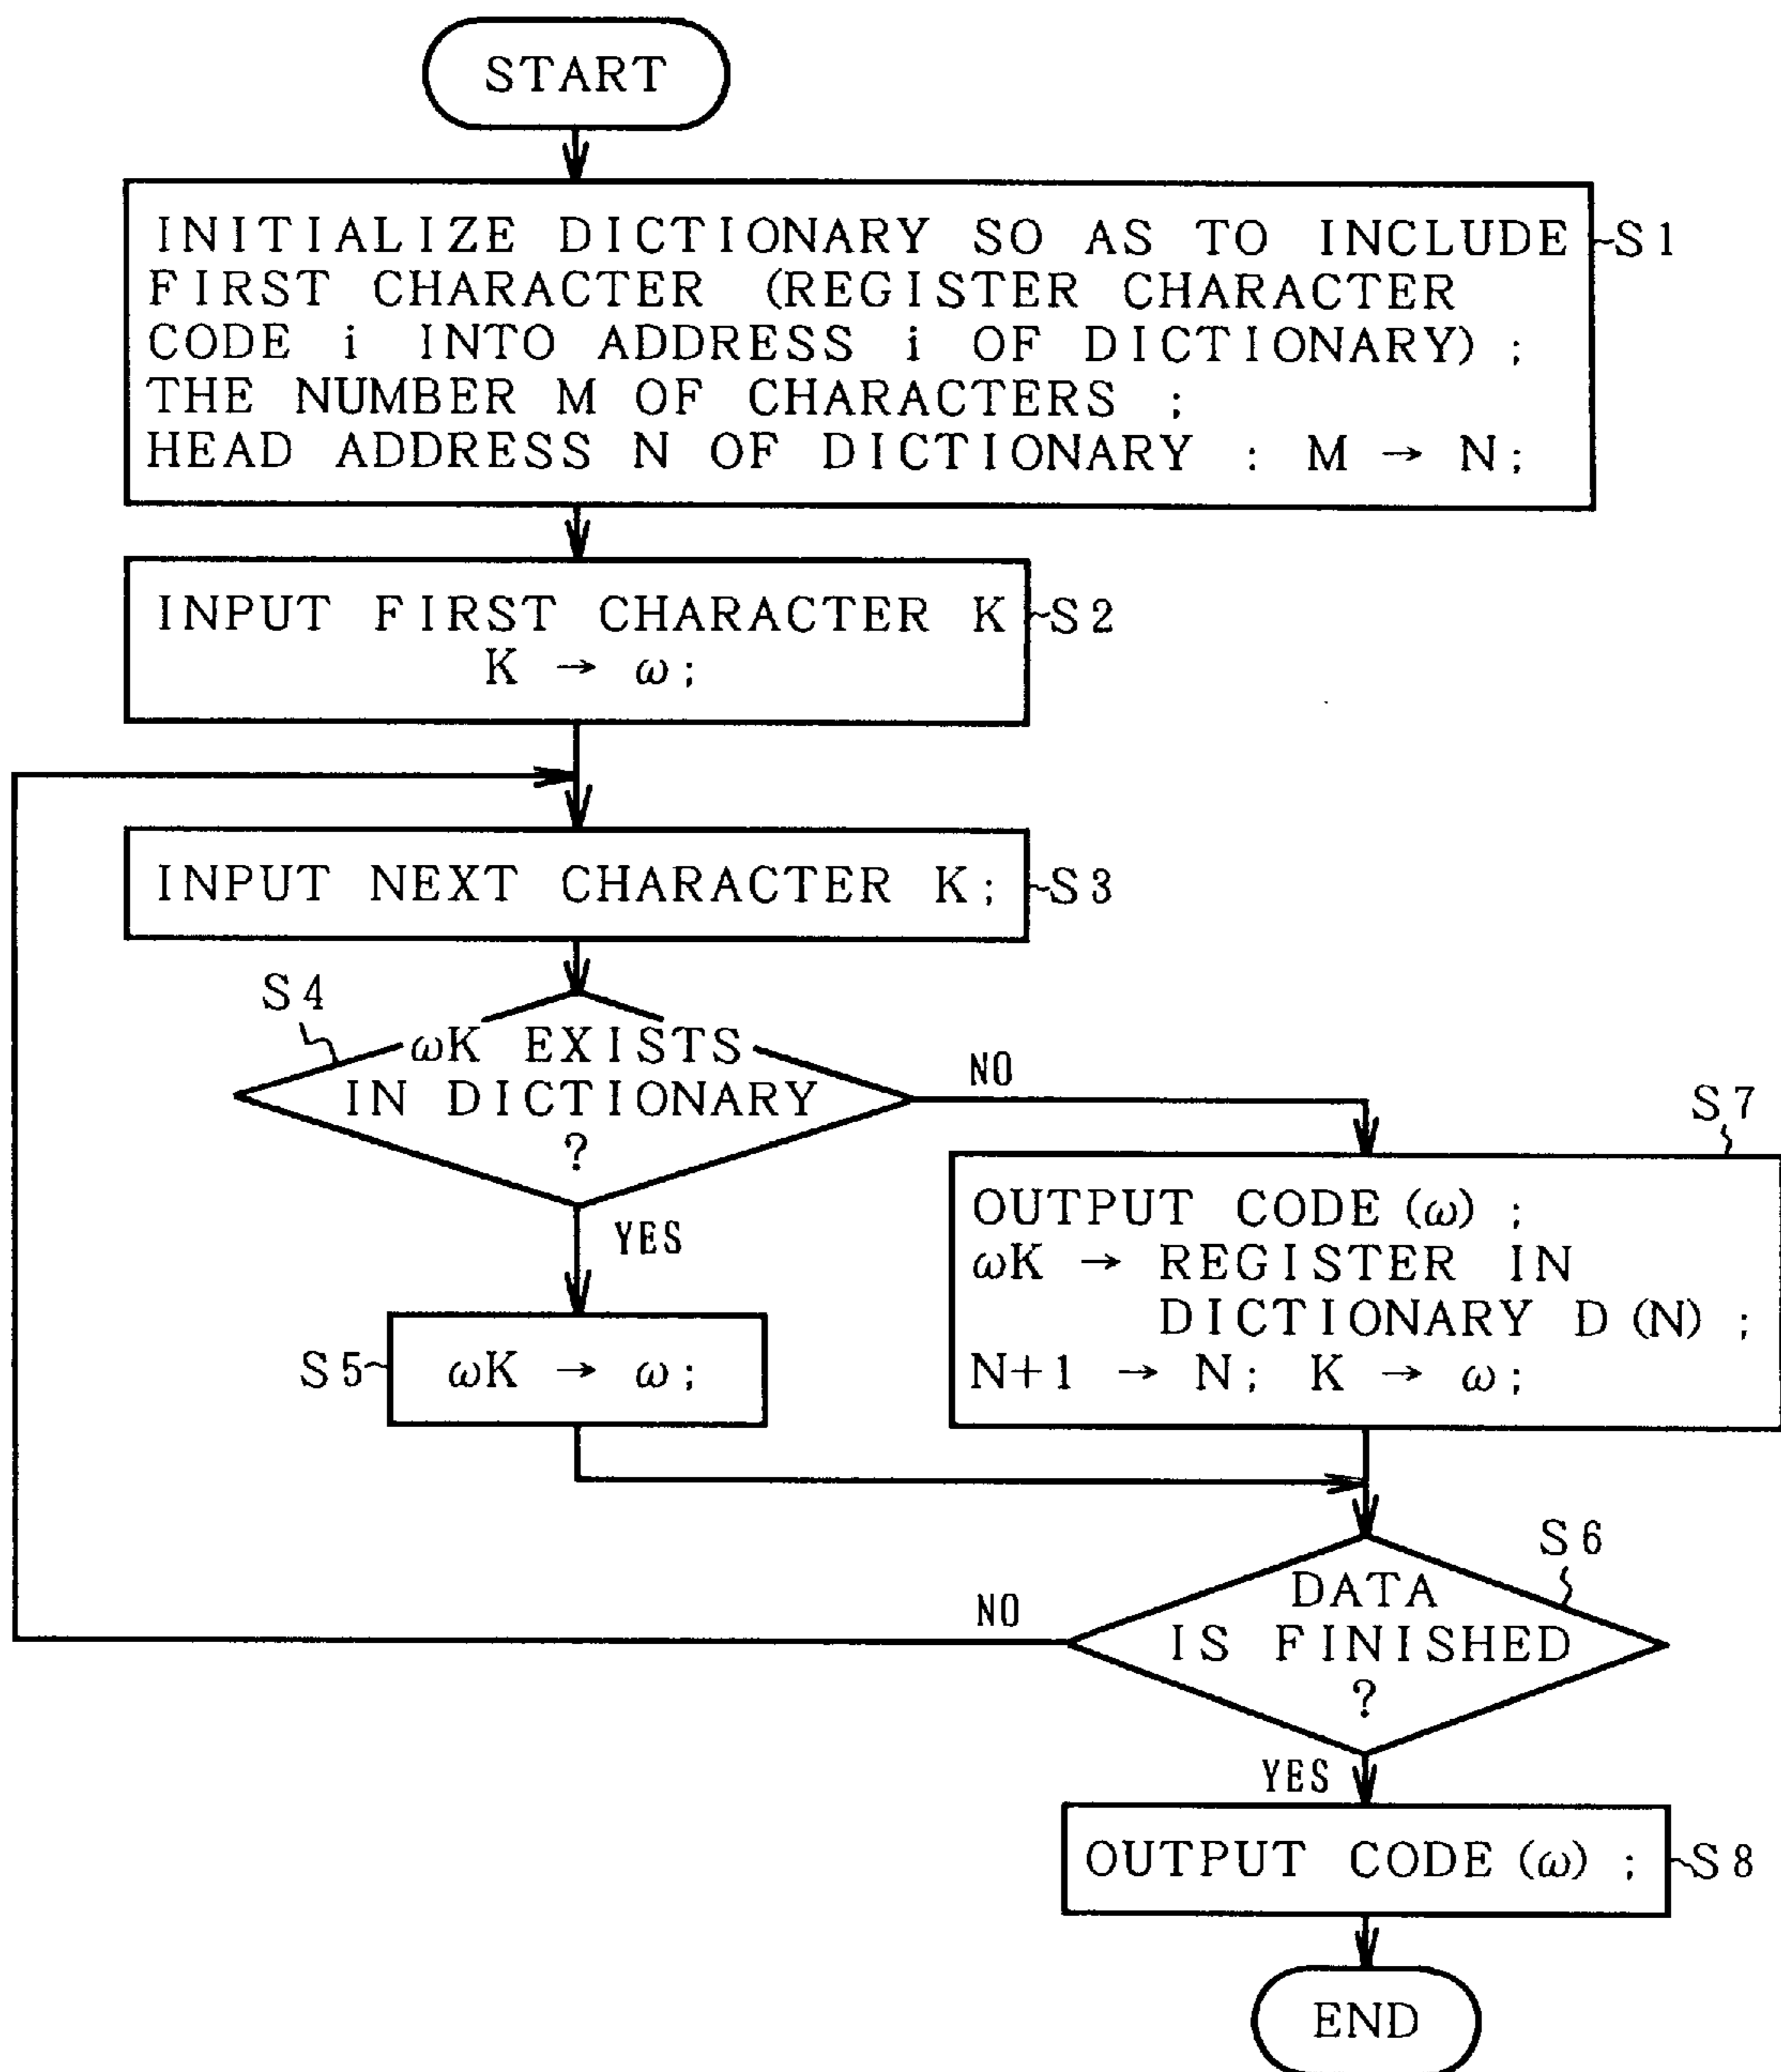 START
INITIALIZE DICTIONARY SO AS TO INCLUDE
FIRST CHARACTER (REGISTER CHARACTER
CODE i INTO ADDRESS i OF DICTIONARY) ;
THE NUMBER M OF CHARACTERS ;
HEAD ADDRESS N OF DICTIONARY : M → N;
S1
INPUT FIRST CHARACTER K
K → ω;
S2
INPUT NEXT CHARACTER K;
S3
S4
ωK EXISTS
IN DICTIONARY
?
NO
YES
S5
ωK → ω;
S7
OUTPUT CODE (ω) ;
ωK → REGISTER IN
DICTIONARY D (N) ;
N+1 → N; K → ω;
S6
DATA
IS FINISHED
?
NO
YES
OUTPUT CODE (ω) ;
S8
END